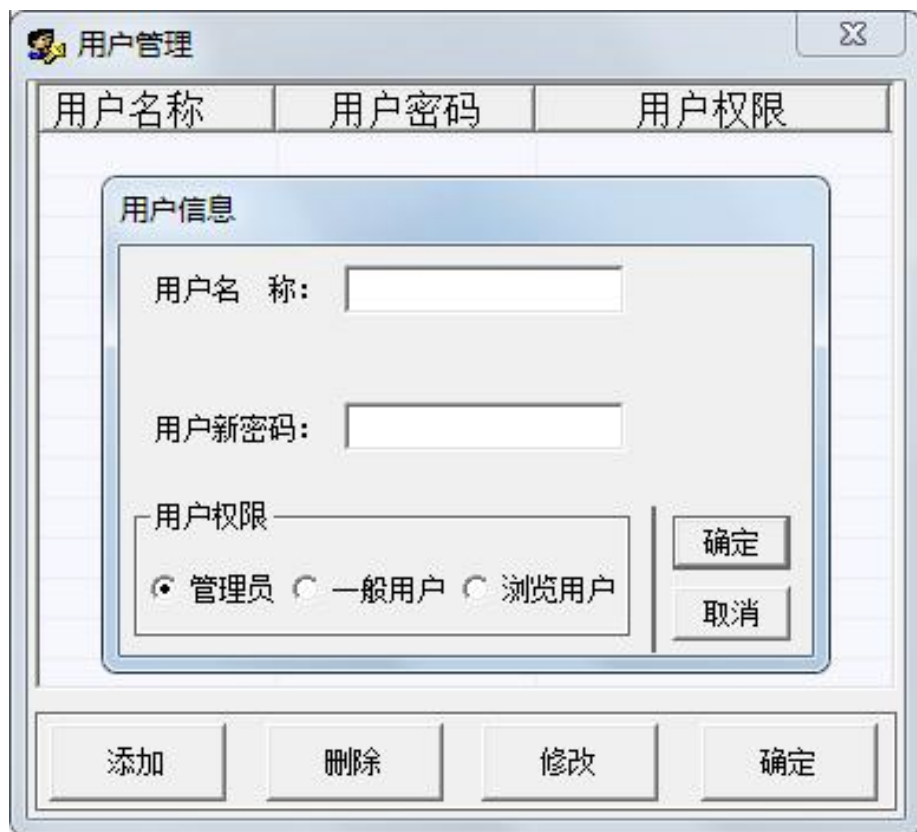 用户管理
用户名称 用户密码 用户权限
用户信息
用户名 称：
用户新密码：
用户权限
管理员 一般用户 浏览用户
确定
取消
添加 删除 修改 确定